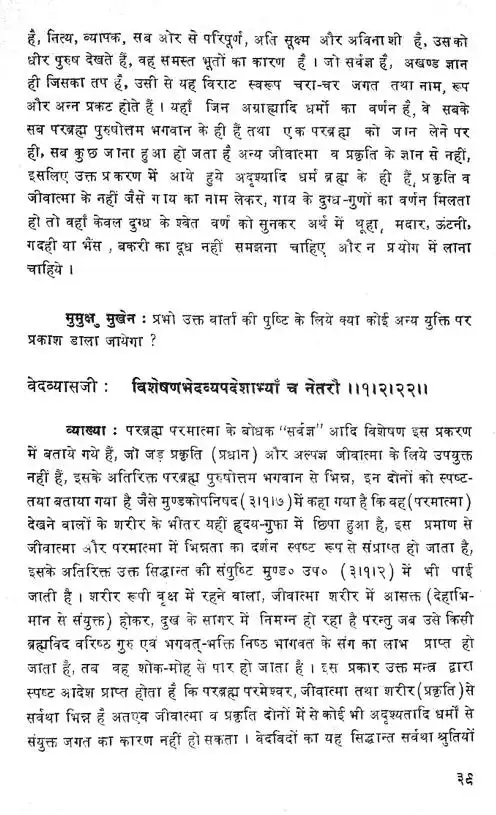 है, नित्य, व्यापक, सब ओर से परिपूर्ण, अति सूक्ष्म और अविनाशी है, उसको
धीर पुरुष देखते हैं, वह समस्त भूतों का कारण है । जो सर्वज्ञ है, अखण्ड ज्ञान
ही जिसका तप है, उसी से यह विराट स्वरूप चरा-चर जगत तथा नाम, रूप
और अन्न प्रकट होते हैं । यहाँ जिन अग्राह्यादि धर्मों का वर्णन है, वे सबके
सब परब्रह्म पुरुषोत्तम भगवान के ही हैं तथा एक परब्रह्म को जान लेने पर
ही, सब कुछ जाना हुआ हो जता है अन्य जीवात्मा व प्रकृति के ज्ञान से नहीं,
इसलिए उक्त प्रकरण में आये हुये अदृश्यादि धर्म ब्रह्म के ही हैं, प्रकृति व
जीवात्मा के नहीं जैसे गाय का नाम लेकर, गाय के दुग्ध-गुणों का वर्णन मिलता
हो तो वहाँ केवल दुग्ध के श्वेत वर्ण को सुनकर अर्थ में थूहा, मदार, ऊंटनी,
गदही या भैंस, बकरी का दूध नहीं समझना चाहिए और न प्रयोग में लाना
चाहिये ।
मुमुक्षु मुखेन : प्रभो उक्त वार्ता की पुष्टि के लिये क्या कोई अन्य युक्ति पर
प्रकाश डाला जायेगा ?
वेदव्यासजी : विशेषणभेदव्यपदेशाभ्याँ च नेतरौ ।।१।२।२२।।
व्याख्या : परब्रह्म परमात्मा के बोधक "सर्वज्ञ" आदि विशेषण इस प्रकरण
में बताये गये हैं, जो जड़ प्रकृति (प्रधान) और अल्पज्ञ जीवात्मा के लिये उपयुक्त
नहीं हैं, इसके अतिरिक्त परब्रह्म पुरुषोत्तम भगवान से भिन्न, इन दोनों को स्पष्ट-
तया बताया गया है जैसे मुण्डकोपनिषद (३।१।७) में कहा गया है कि वह (परमात्मा)
देखने वालों के शरीर के भीतर यहीं हृदय-गुफा में छिपा हुआ है, इस प्रमाण से
जीवात्मा और परमात्मा में भिन्नता का दर्शन स्पष्ट रूप से संप्राप्त हो जाता है,
इसके अतिरिक्त उक्त सिद्धान्त की संपुष्टि मुण्ड० उप० (३।१।२) में भी पाई
जाती है । शरीर रूपी वृक्ष में रहने वाला, जीवात्मा शरीर में आसक्त (देहाभि-
मान से संयुक्त) होकर, दुख के सागर में निमग्न हो रहा है परन्तु जब उसे किसी
ब्रह्मविद वरिष्ठ गुरु एवं भगवत्-भक्ति निष्ठ भागवत के संग का लाभ प्राप्त हो
जाता है, तब वह शोक-मोह से पार हो जाता है । इस प्रकार उक्त मन्त्र द्वारा
स्पष्ट आदेश प्राप्त होता है कि परब्रह्म परमेश्वर, जीवात्मा तथा शरीर (प्रकृति) से
सर्वथा भिन्न है अतएव जीवात्मा व प्रकृति दोनों में से कोई भी अदृश्यतादि धर्मों से
संयुक्त जगत का कारण नहीं हो सकता । वेदविदों का यह सिद्धान्त सर्वथा श्रुतियों
३९